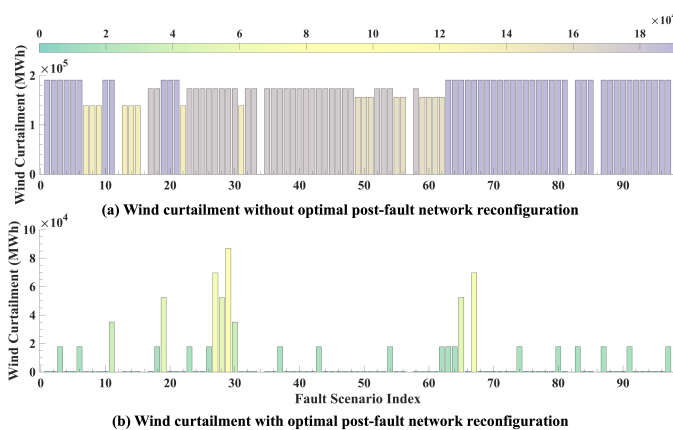 ×10⁴
0 2 4 6 8 10 12 14 16 18
×10⁵
Wind Curtailment (MWh)
2
1
0
0 10 20 30 40 50 60 70 80 90
(a) Wind curtailment without optimal post-fault network reconfiguration
×10⁴
Wind Curtailment (MWh)
10
8
6
4
2
0
0 10 20 30 40 50 60 70 80 90
Fault Scenario Index
(b) Wind curtailment with optimal post-fault network reconfiguration